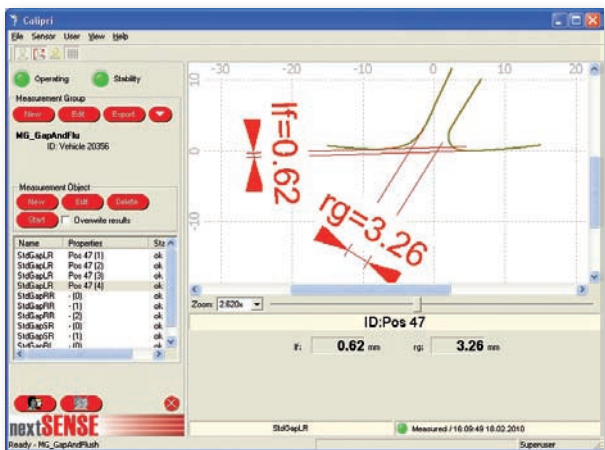 Calipri
File Sensor User View Help
Operating Stability
Measurement Group
New Edit Export
MG_GapAndFlu
ID: Vehicle 20356
Measurement Object
New Edit Delete
Start Overwrite results
Name Properties Sta
StdGapLR Pos 47 (1) ok
StdGapLR Pos 47 (2) ok
StdGapLR Pos 47 (3) ok
StdGapLR Pos 47 (4) ok
StdGapRR - (0) ok
StdGapRR - (1) ok
StdGapRR - (2) ok
StdGapSR - (0) ok
StdGapSR - (1) ok
nextSENSE
Ready - MG_GapAndFlush
-30 -20 -10 0 10 20
10
0
-10
lf=0.62
rg=3.26
Zoom: 2.620x
ID:Pos 47
lf: 0.62 mm rg: 3.26 mm
StdGapLR Measured / 16:09:49 18.02.2010
Superuser